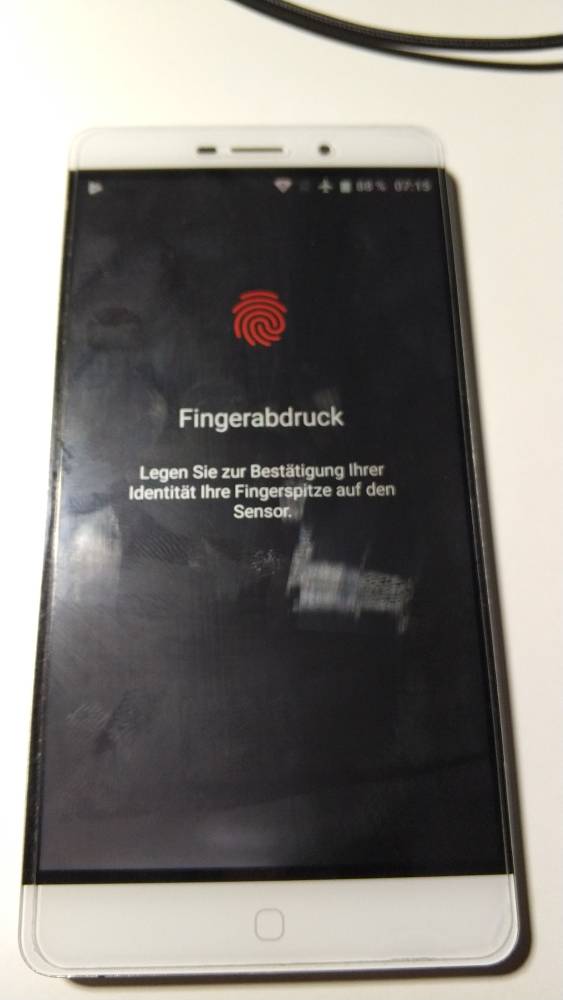 88 % 07:15
Fingerabdruck
Legen Sie zur Bestätigung Ihrer
Identität Ihre Fingerspitze auf den
Sensor.